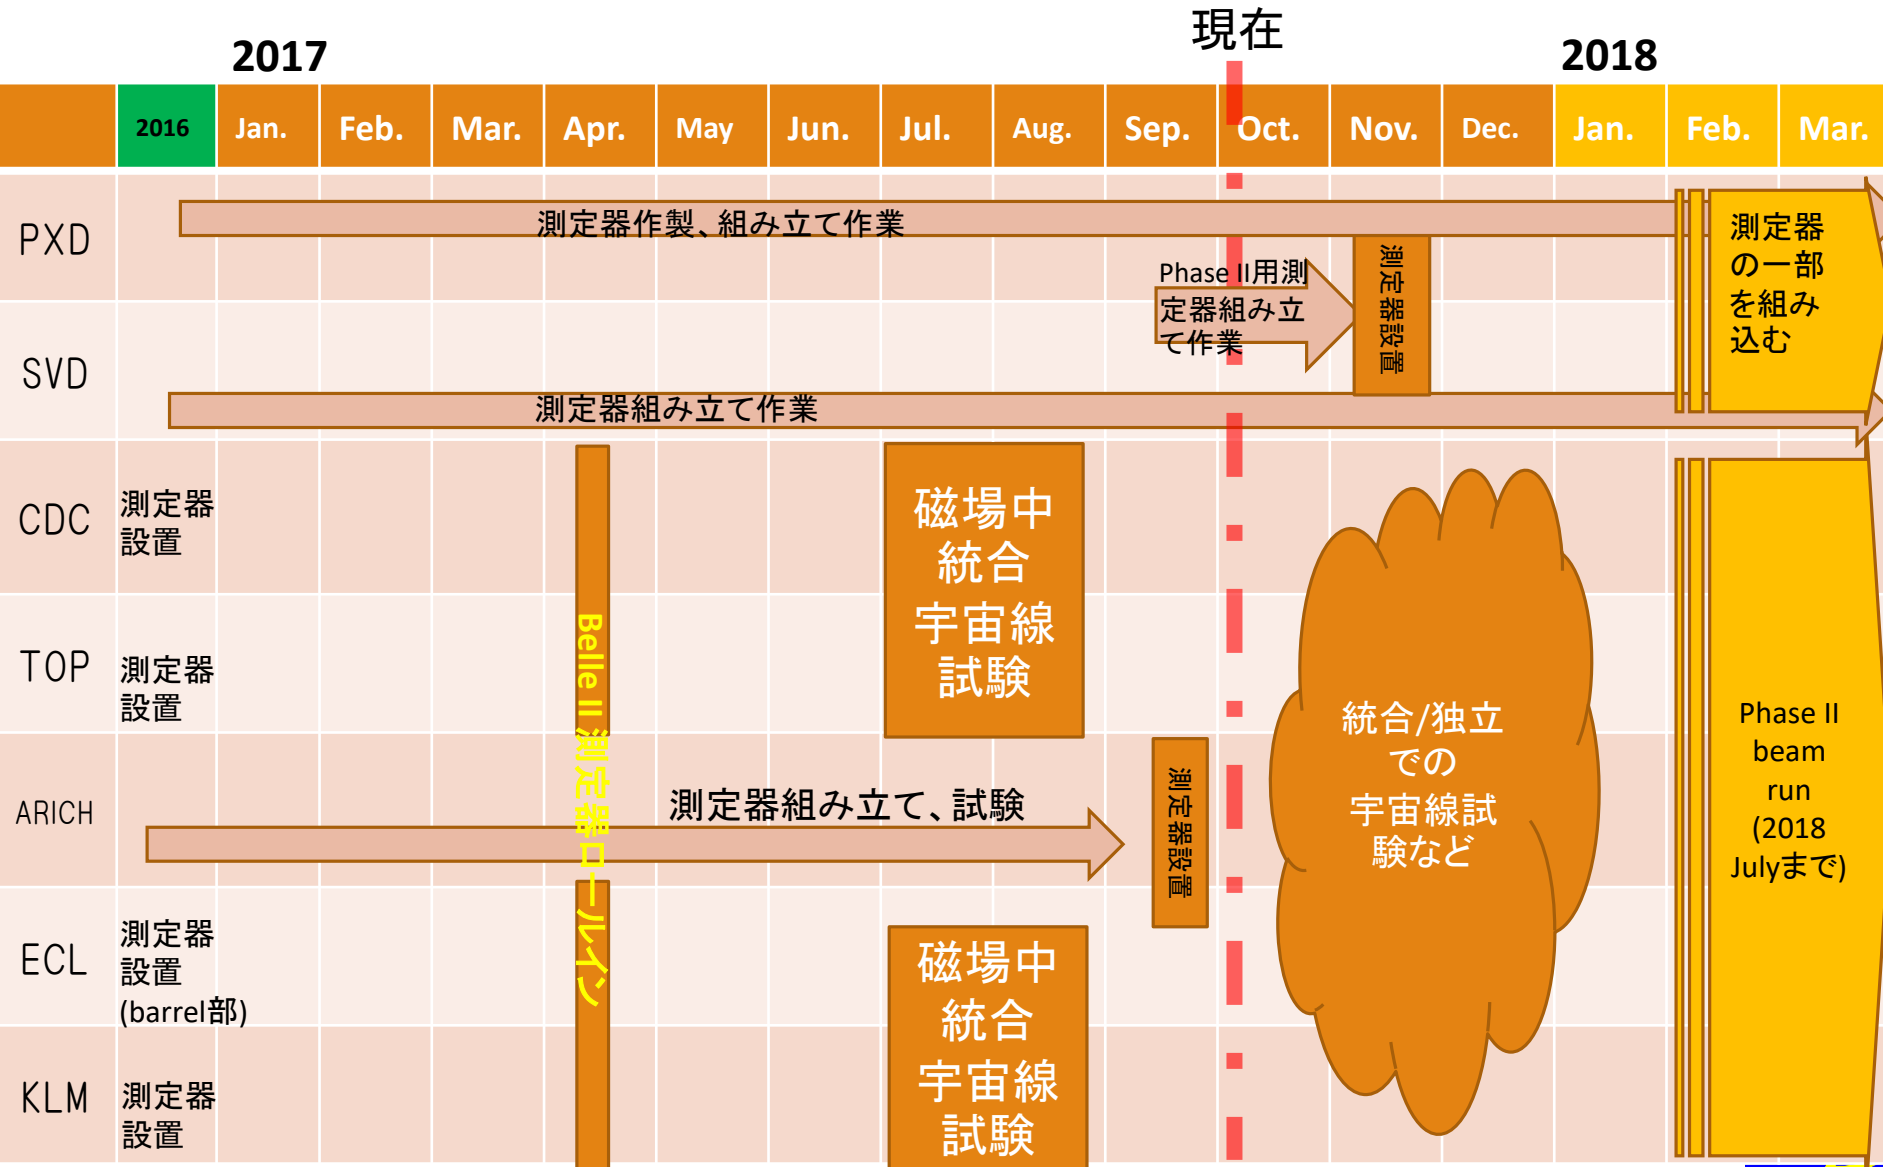 現在
2017
2018
2016
Jan.
Feb.
Mar.
Apr.
May
Jun.
Jul.
Aug.
Sep.
Oct.
Nov.
Dec.
Jan.
Feb.
Mar.
PXD
測定器作製、組み立て作業
Phase II用測
定器組み立
て作業
測定器設置
測定器
の一部
を組み
込む
SVD
測定器組み立て作業
CDC
測定器
設置
磁場中
統合
宇宙線
試験
TOP
測定器
設置
Belle II 測定器ロールイン
統合/独立
での
宇宙線試
験など
Phase II
beam
run
(2018
Julyまで)
ARICH
測定器組み立て、試験
測定器設置
ECL
測定器
設置
(barrel部)
磁場中
統合
宇宙線
試験
KLM
測定器
設置